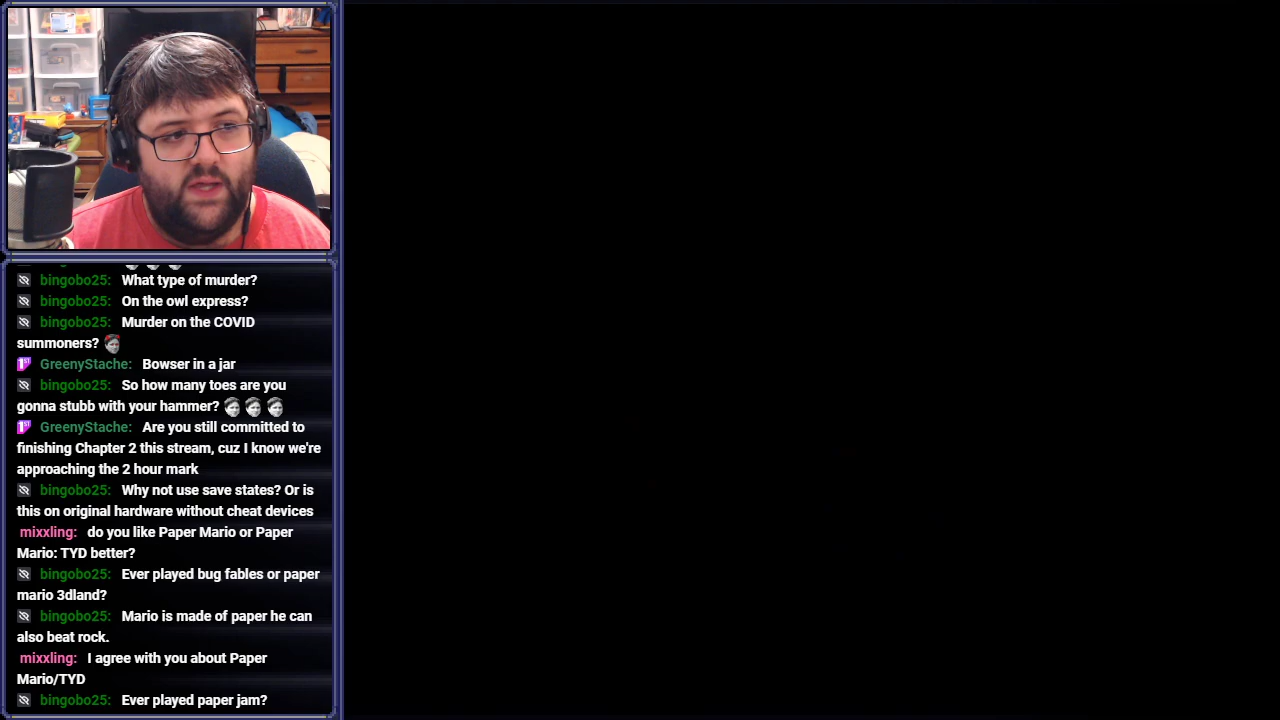 bingobo25: What type of murder?
bingobo25: On the owl express?
bingobo25: Murder on the COVID
summoners?
GreenyStache: Bowser in a jar
bingobo25: So how many toes are you
gonna stubb with your hammer?
GreenyStache: Are you still committed to
finishing Chapter 2 this stream, cuz I know we're
approaching the 2 hour mark
bingobo25: Why not use save states? Or is
this on original hardware without cheat devices
mixxling: do you like Paper Mario or Paper
Mario: TYD better?
bingobo25: Ever played bug fables or paper
mario 3dland?
bingobo25: Mario is made of paper he can
also beat rock.
mixxling: I agree with you about Paper
Mario/TYD
bingobo25: Ever played paper jam?